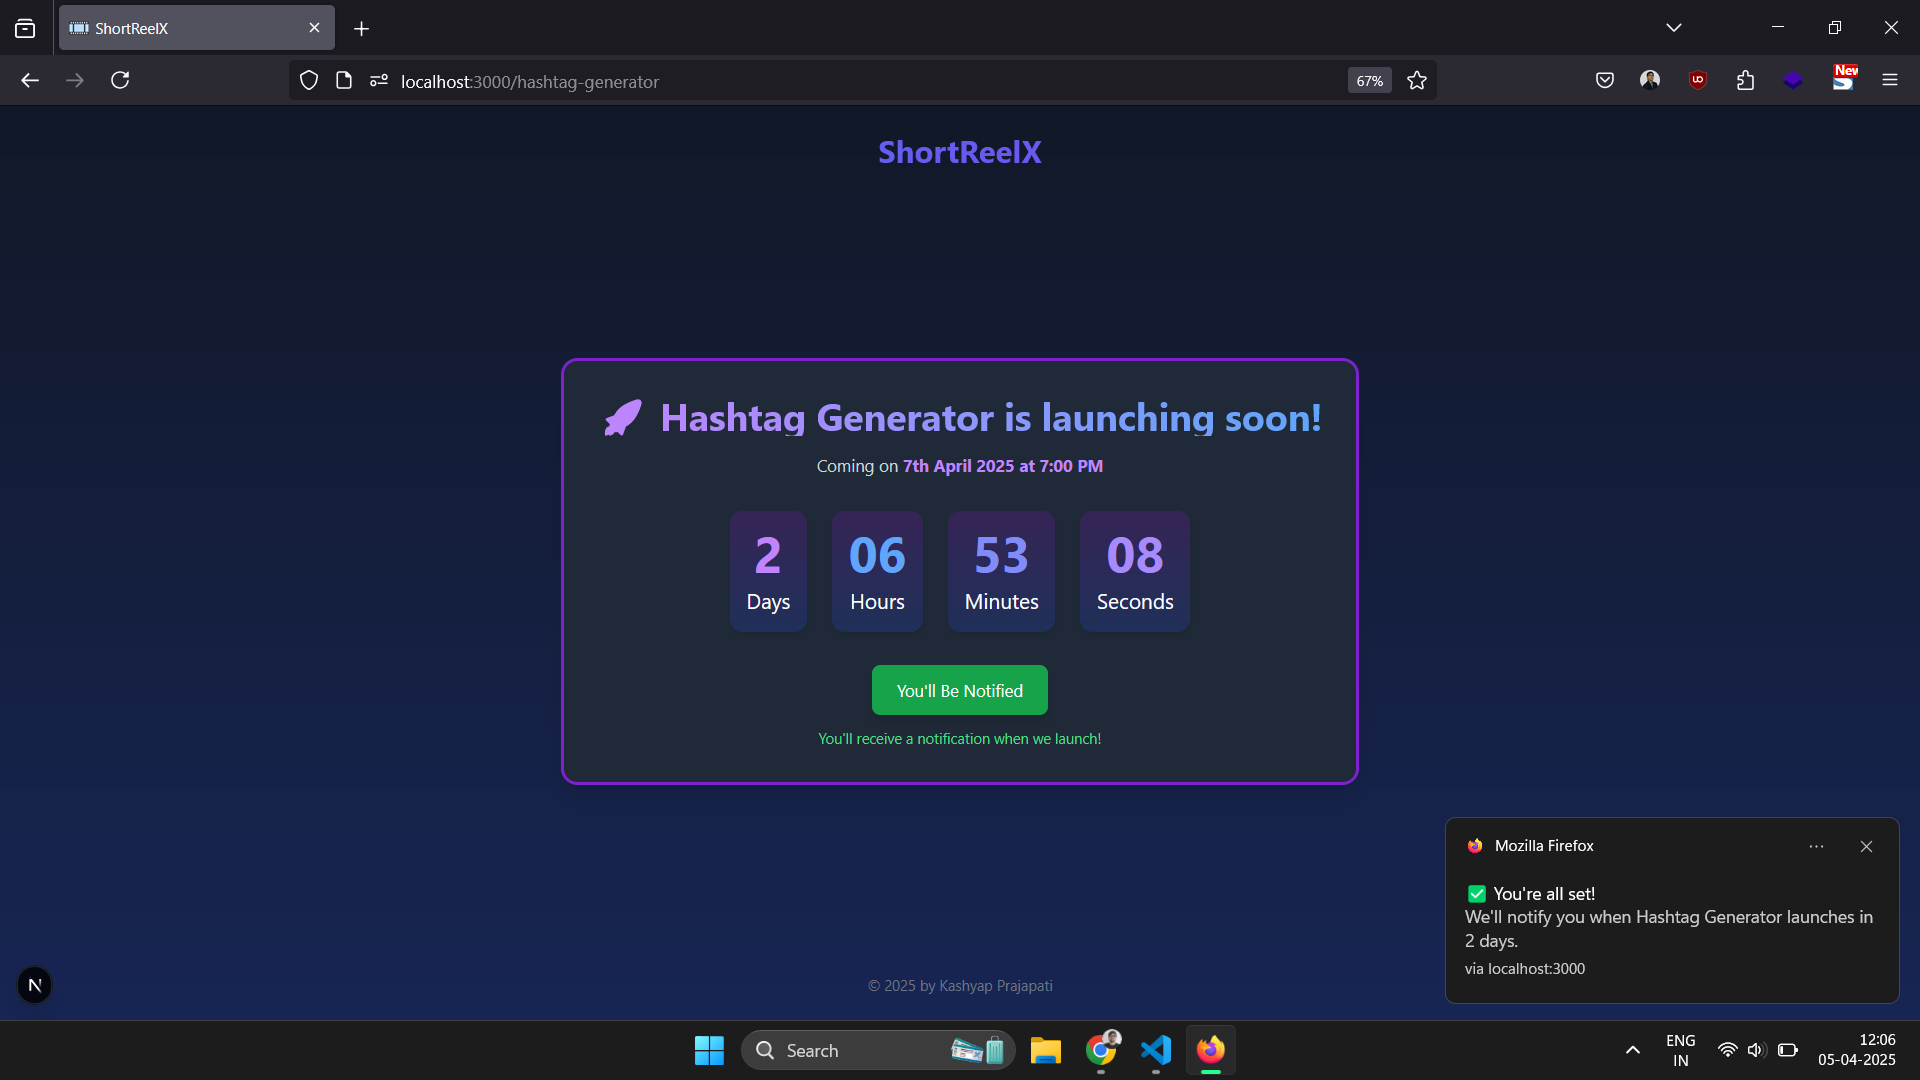 ShortReelX
localhost:3000/hashtag-generator
67%
New
ShortReelX
Hashtag Generator is launching soon!
Coming on 7th April 2025 at 7:00 PM
2 06 53 08
Days Hours Minutes Seconds
You'll Be Notified
You'll receive a notification when we launch!
Mozilla Firefox
✅ You're all set!
We'll notify you when Hashtag Generator launches in
2 days.
via localhost:3000
N
© 2025 by Kashyap Prajapati
Search
ENG
IN
12:06
05-04-2025